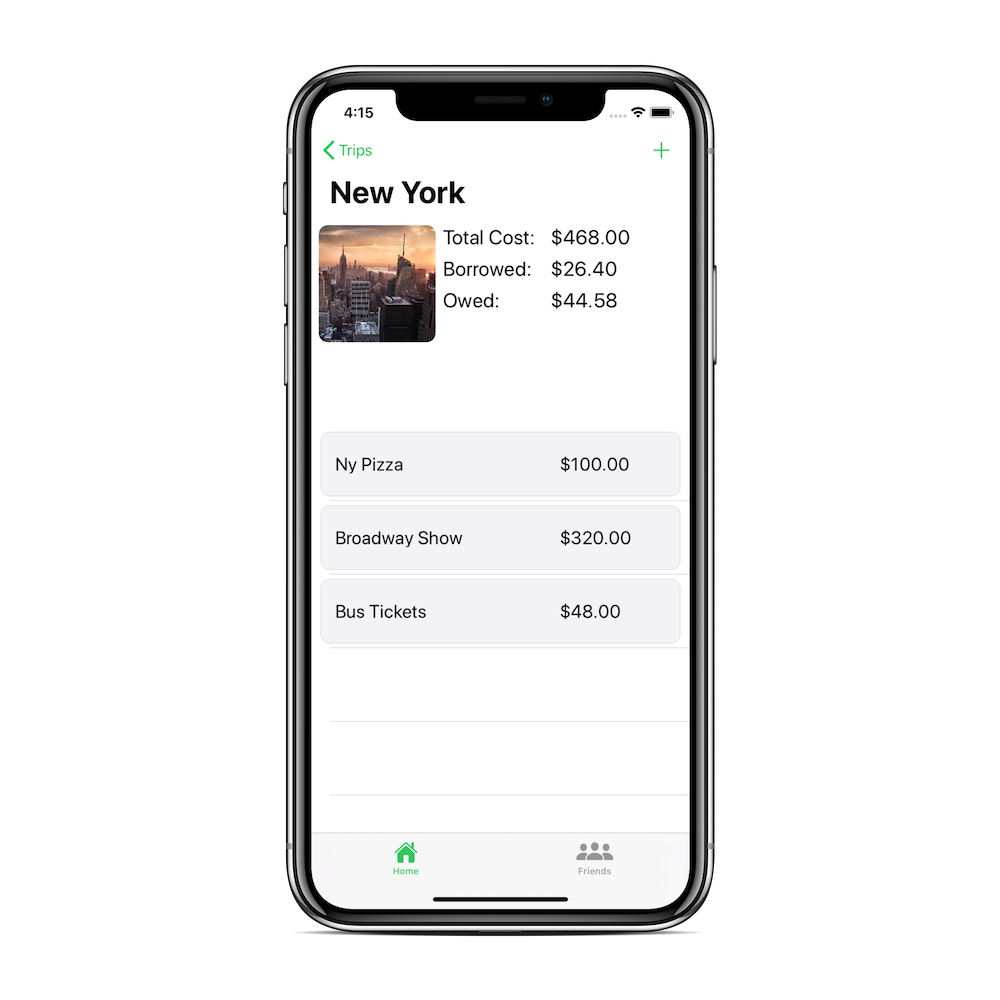 4:15
Trips
New York
Total Cost: $468.00
Borrowed: $26.40
Owed: $44.58
Ny Pizza $100.00
Broadway Show $320.00
Bus Tickets $48.00
Home Friends